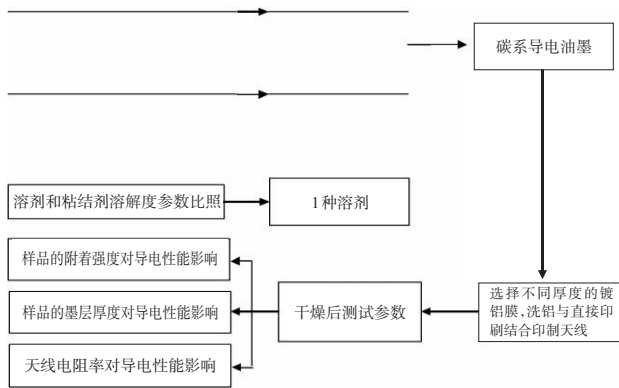 碳系导电油墨
溶剂和粘结剂溶解度参数比照
1种溶剂
样品的附着强度对导电性能影响
样品的墨层厚度对导电性能影响
天线电阻率对导电性能影响
干燥后测试参数
选择不同厚度的镀
铝膜，洗铝与直接印
刷结合印制天线